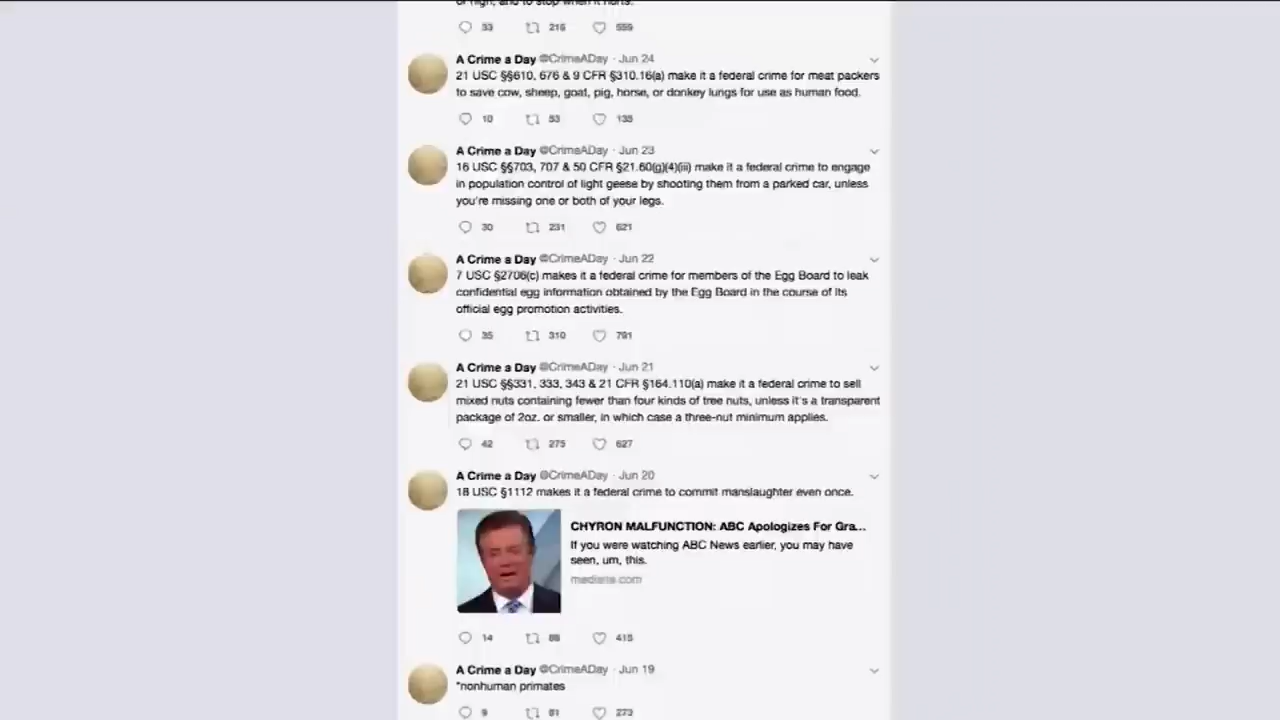 or high, and to stop when it hurts.
33 216 559
A Crime a Day @CrimeADay · Jun 24
21 USC §§610, 676 & 9 CFR §310.16(a) make it a federal crime for meat packers
to save cow, sheep, goat, pig, horse, or donkey lungs for use as human food.
10 53 135
A Crime a Day @CrimeADay · Jun 23
16 USC §§703, 707 & 50 CFR §21.60(g)(4)(iii) make it a federal crime to engage
in population control of light geese by shooting them from a parked car, unless
you're missing one or both of your legs.
30 231 621
A Crime a Day @CrimeADay · Jun 22
7 USC §2706(c) makes it a federal crime for members of the Egg Board to leak
confidential egg information obtained by the Egg Board in the course of its
official egg promotion activities.
35 310 791
A Crime a Day @CrimeADay · Jun 21
21 USC §§331, 333, 343 & 21 CFR §164.110(a) make it a federal crime to sell
mixed nuts containing fewer than four kinds of tree nuts, unless it's a transparent
package of 2oz. or smaller, in which case a three-nut minimum applies.
42 275 627
A Crime a Day @CrimeADay · Jun 20
18 USC §1112 makes it a federal crime to commit manslaughter even once.
CHYRON MALFUNCTION: ABC Apologizes For Gra...
If you were watching ABC News earlier, you may have
seen, um, this.
14 415
A Crime a Day @CrimeADay · Jun 19
*nonhuman primates
9 81 273